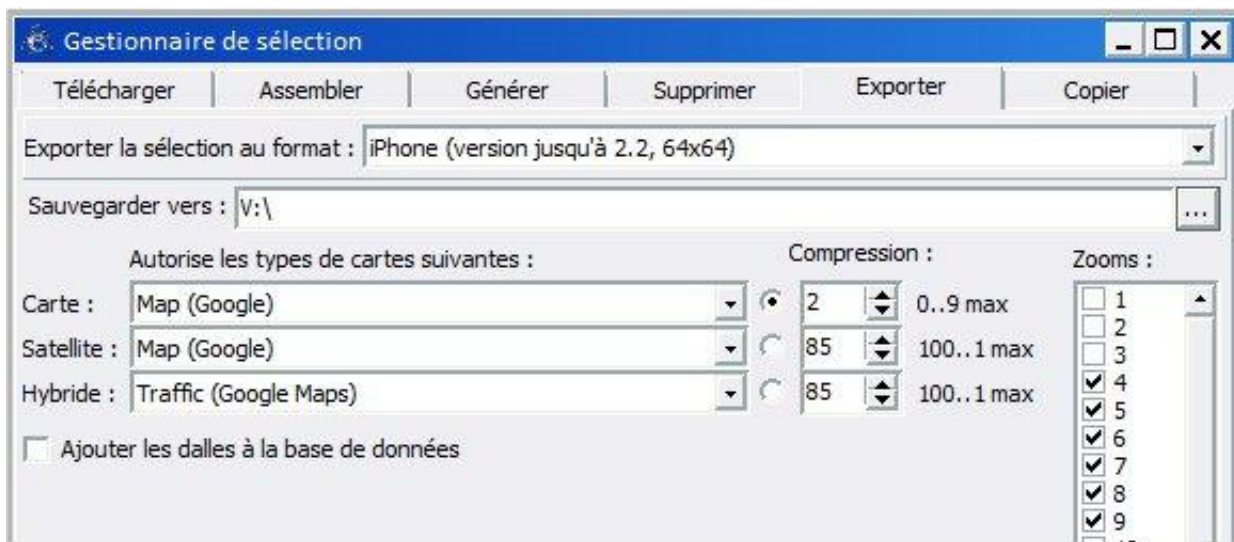 Gestionnaire de sélection
Télécharger Assembler Générer Supprimer Exporter Copier
Exporter la sélection au format : iPhone (version jusqu'à 2.2, 64x64)
Sauvegarder vers : V:\ ...
Autorise les types de cartes suivantes : Compression : Zooms :
Carte : Map (Google) 2 0..9 max 1
2
Satellite : Map (Google) 85 100..1 max 3
Hybride : Traffic (Google Maps) 85 100..1 max 4
5
Ajouter les dalles à la base de données 6
7
8
9